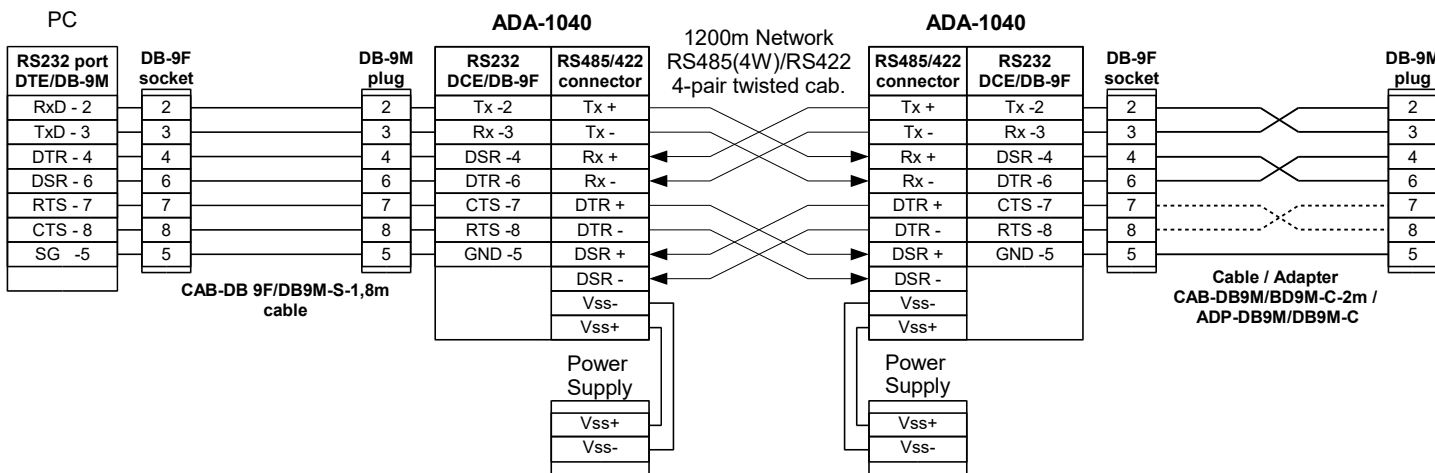 PC
RS232 port
DTE/DB-9M
RxD - 2
TxD - 3
DTR - 4
DSR - 6
RTS - 7
CTS - 8
SG -5
DB-9F
socket
2
3
4
6
7
8
5
CAB-DB 9F/DB9M-S-1,8m
cable
DB-9M
plug
2
3
4
6
7
8
5
ADA-1040
RS232
DCE/DB-9F
Tx -2
Rx -3
DSR -4
DTR -6
CTS -7
RTS -8
GND -5
RS485/422
connector
Tx +
Tx -
Rx +
Rx -
DTR +
DTR -
DSR +
DSR -
Vss-
Vss+
Power
Supply
Vss+
Vss-
1200m Network
RS485(4W)/RS422
4-pair twisted cab.
ADA-1040
RS485/422
connector
Tx +
Tx -
Rx +
Rx -
DTR +
DTR -
DSR +
DSR -
Vss-
Vss+
RS232
DCE/DB-9F
Tx -2
Rx -3
DSR -4
DTR -6
CTS -7
RTS -8
GND -5
Power
Supply
Vss+
Vss-
DB-9F
socket
2
3
4
6
7
8
5
Cable / Adapter
CAB-DB9M/BD9M-C-2m /
ADP-DB9M/DB9M-C
DB-9M
plug
2
3
4
6
7
8
5